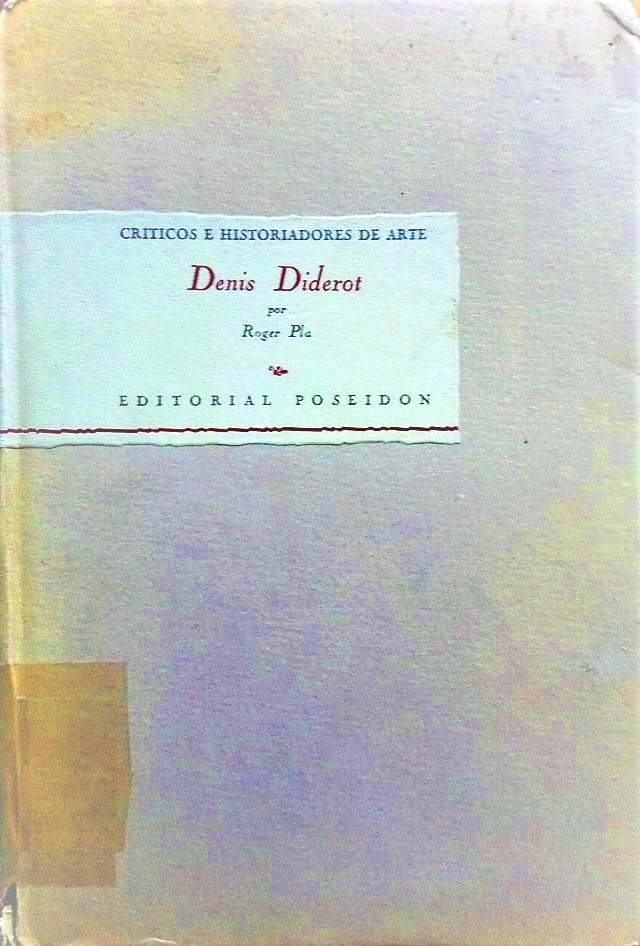 CRITICOS E HISTORIADORES DE ARTE
Denis Diderot
por
Roger Pla
EDITORIAL POSEIDON